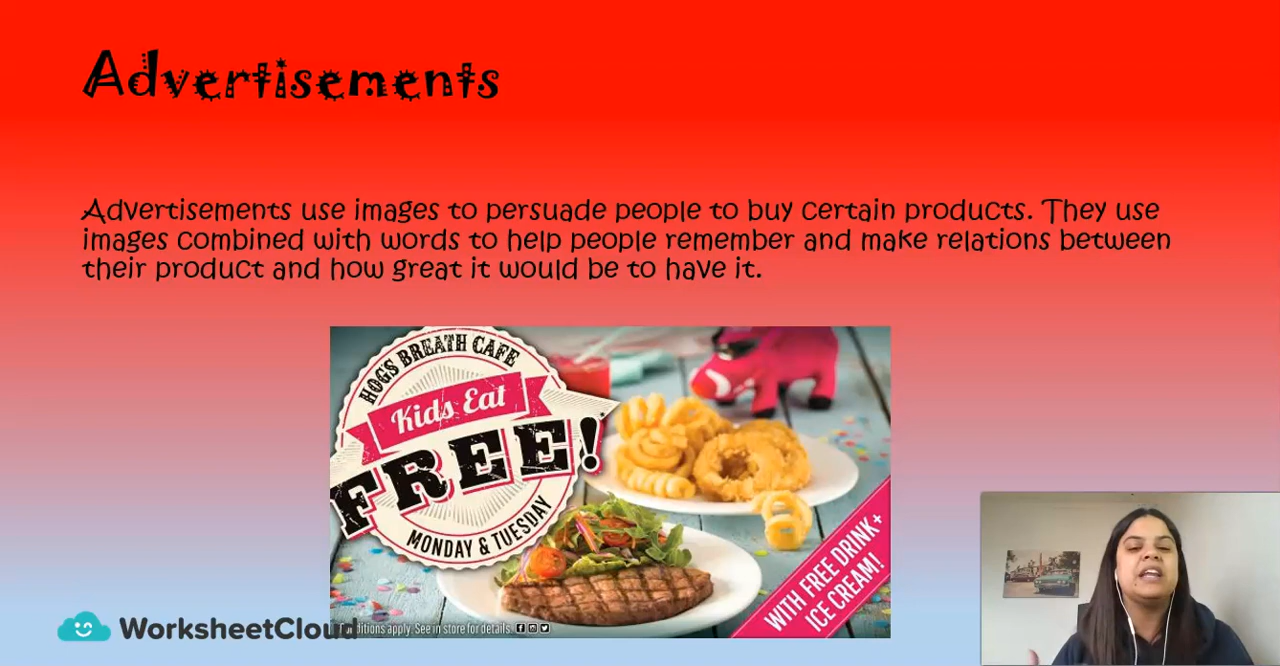 Advertisements
Advertisements use images to persuade people to buy certain products. They use
images combined with words to help people remember and make relations between
their product and how great it would be to have it.
HOGS BREATH CAFE
Kids Eat
FREE!
MONDAY & TUESDAY
WITH FREE DRINK +
ICE CREAM!
apply. See in store for details.
WorksheetCloud